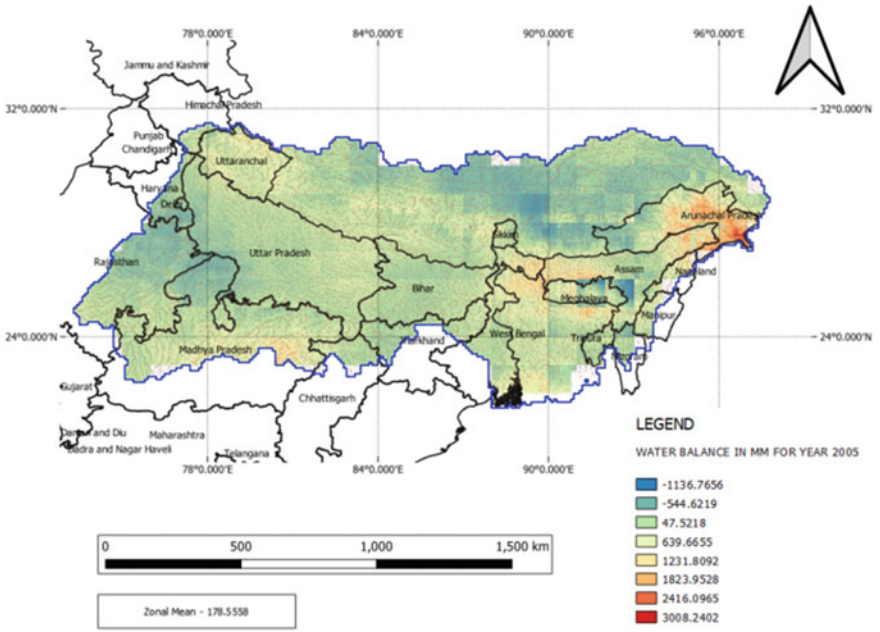 78°0.000'E 84°0.000'E 90°0.000'E 96°0.000'E
Jammu and Kashmir
32°0.000'N 32°0.000'N
Himachal Pradesh
Punjab
Chandigarh
Uttaranchal
Haryana
Delhi
Arunachal Pradesh
Uttar Pradesh
Rajasthan
Assam
Nagaland
Bihar
Meghalaya
Manipur
24°0.000'N 24°0.000'N
West Bengal
Tripura
Jharkhand
Madhya Pradesh
Gujarat
Chhattisgarh
Daman and Diu
Maharashtra
Dadra and Nagar Haveli
Telangana
78°0.000'E 84°0.000'E 90°0.000'E
LEGEND
WATER BALANCE IN MM FOR YEAR 2005
-1136.7656
-544.6219
47.5218
639.6655
1231.8092
1823.9528
2416.0965
3008.2402
0 500 1,000 1,500 km
Zonal Mean - 178.5558